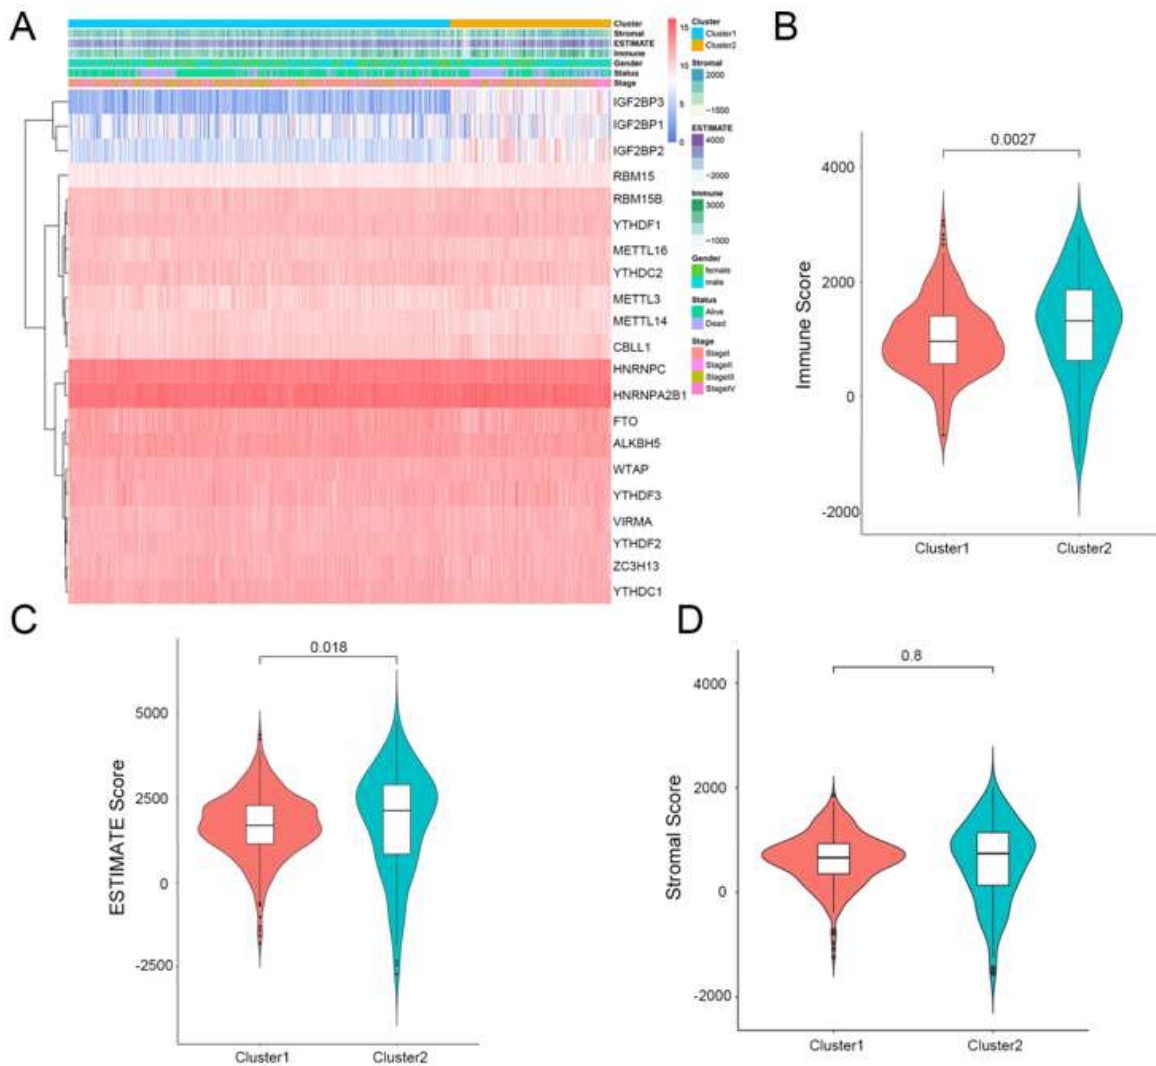 A
Cluster
Stromal
ESTIMATE
Immune
Gender
Status
Stage
IGF2BP3
IGF2BP1
IGF2BP2
RBM15
RBM15B
YTHDF1
METTL16
YTHDC2
METTL3
METTL14
CBLL1
HNRNPC
HNRNPA2B1
FTO
ALKBH5
WTAP
YTHDF3
VIRMA
YTHDF2
ZC3H13
YTHDC1
15
10
5
0
Cluster
Cluster1
Cluster2
Stromal
2000
−1500
ESTIMATE
4000
−2000
Immune
3000
−1000
Gender
female
male
Status
Alive
Dead
Stage
StageI
StageII
StageIII
StageIV
B
0.0027
4000
2000
0
-2000
Immune Score
Cluster1
Cluster2
C
0.018
5000
2500
0
-2500
ESTIMATE Score
Cluster1
Cluster2
D
0.8
4000
2000
0
-2000
Stromal Score
Cluster1
Cluster2